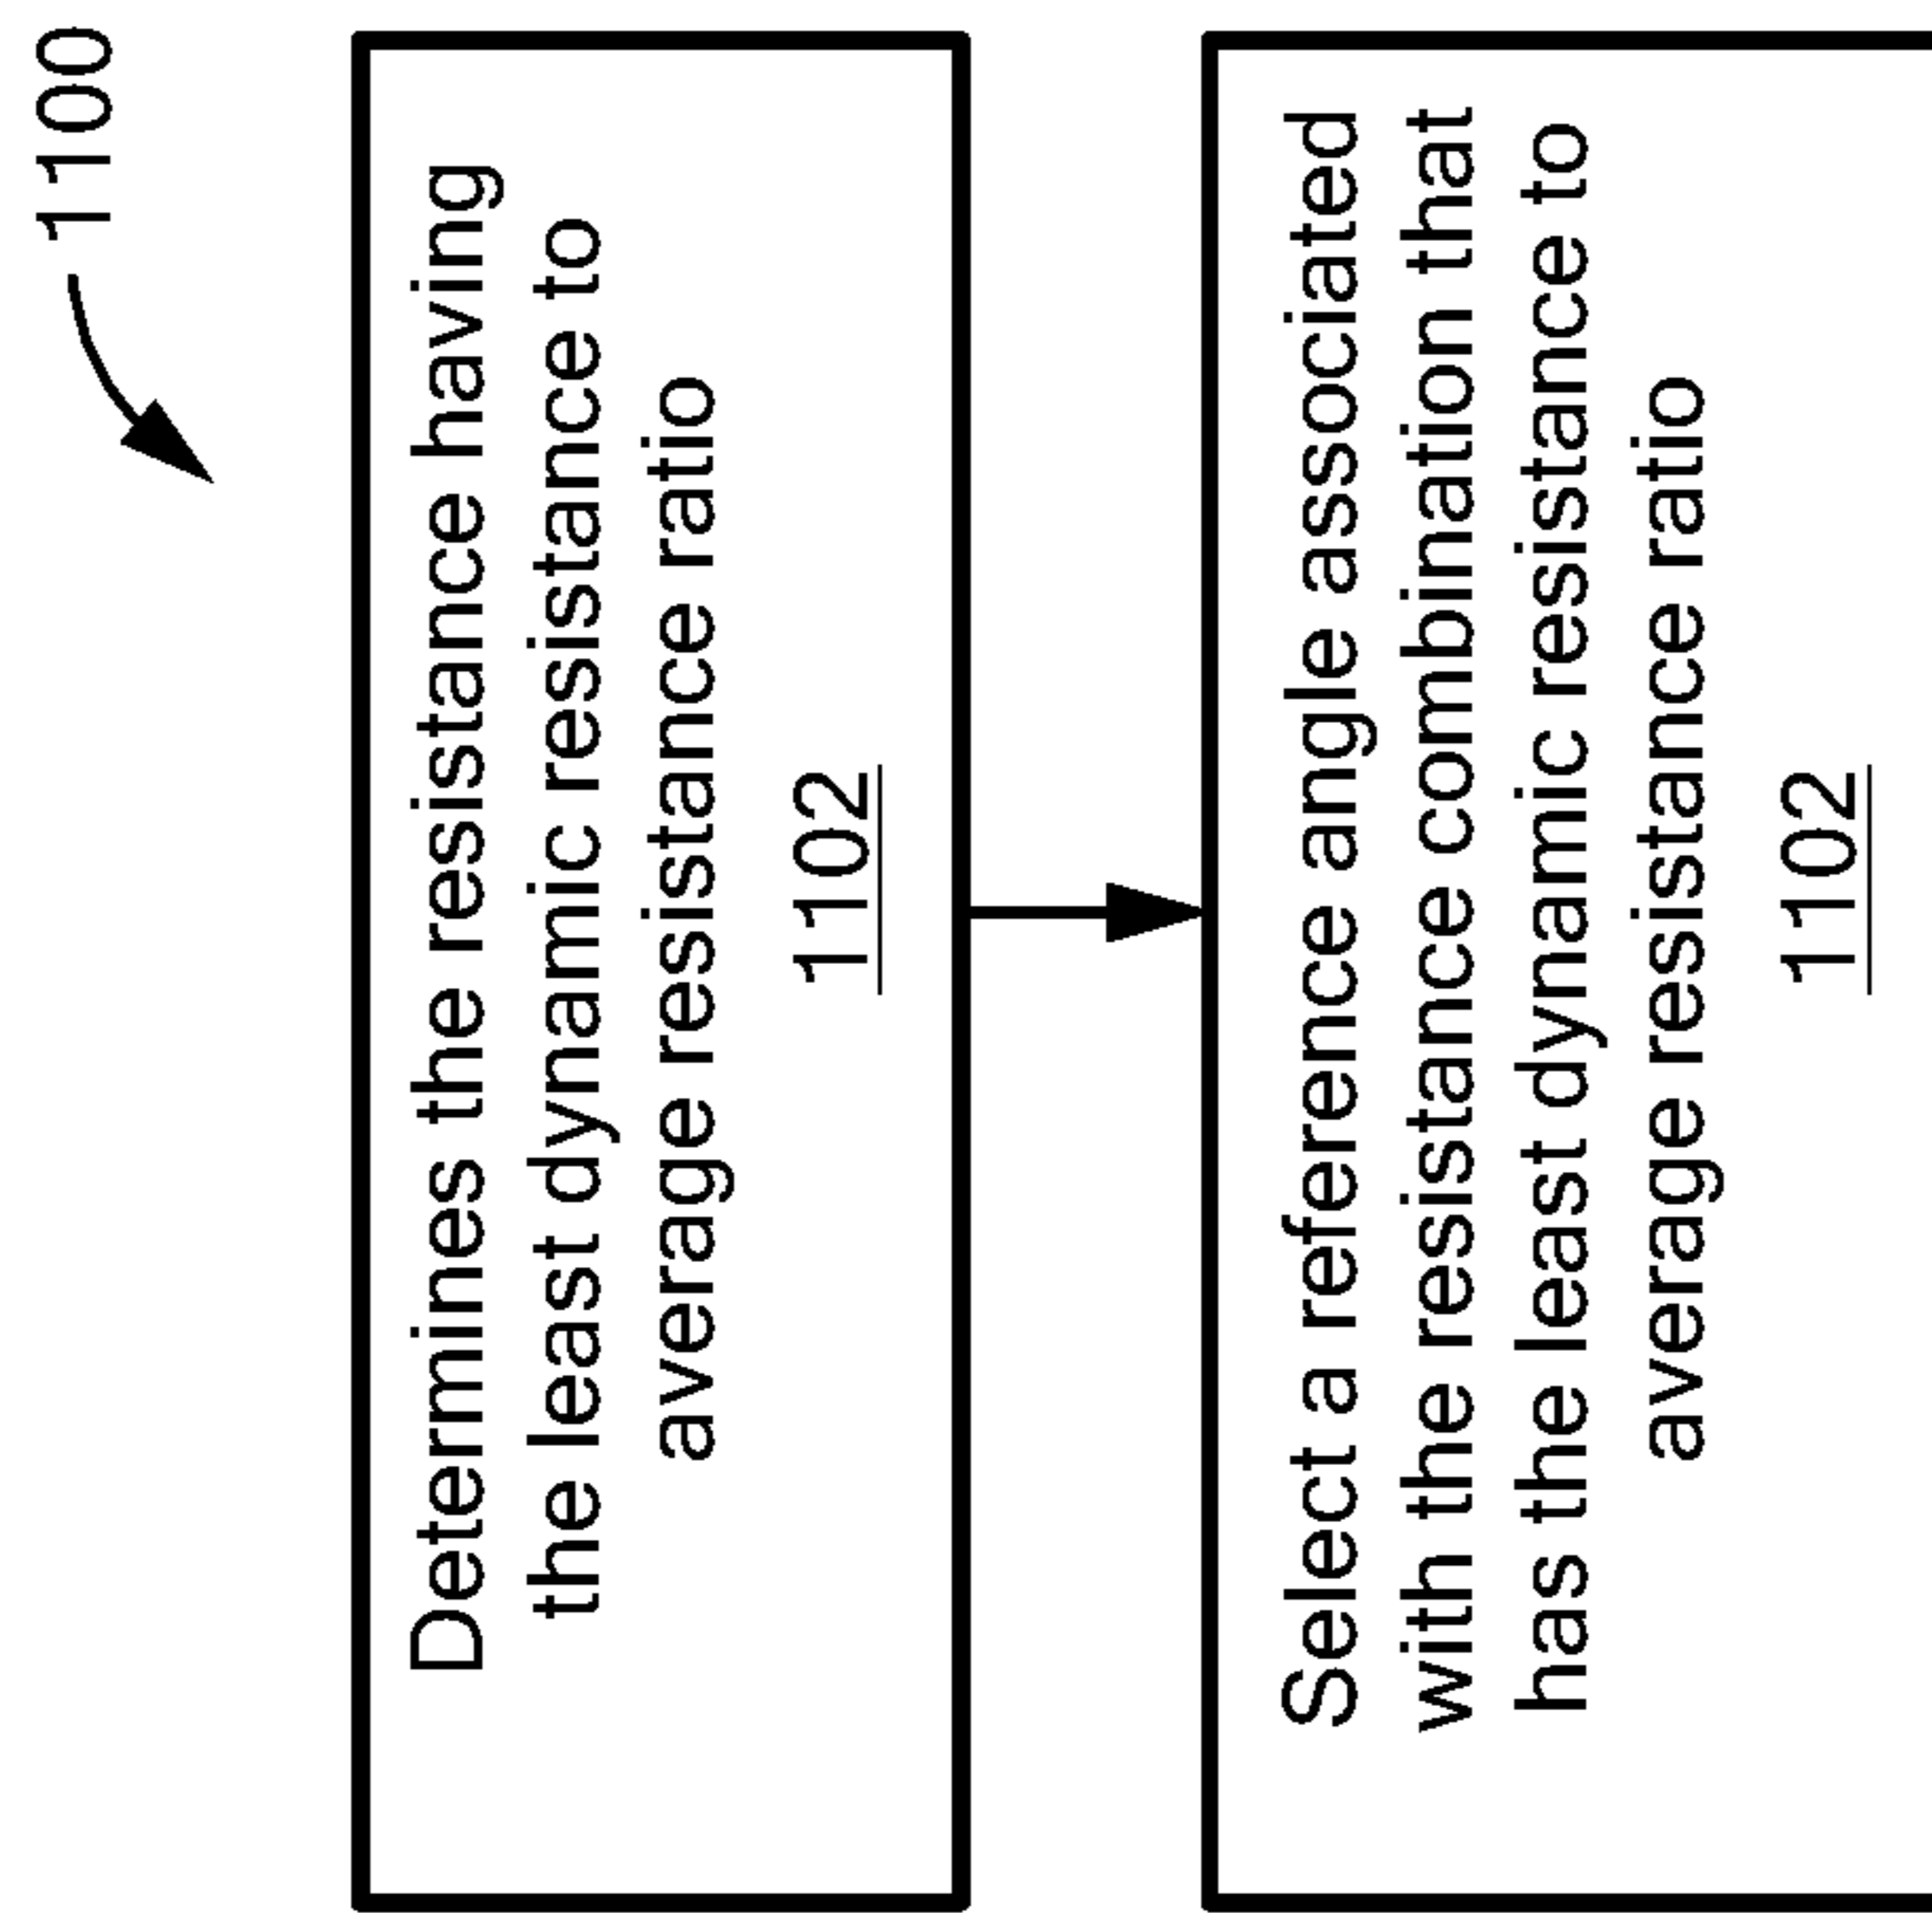 1100
Determines the resistance having
the least dynamic resistance to
average resistance ratio
1102
Select a reference angle associated
with the resistance combination that
has the least dynamic resistance to
average resistance ratio
1102